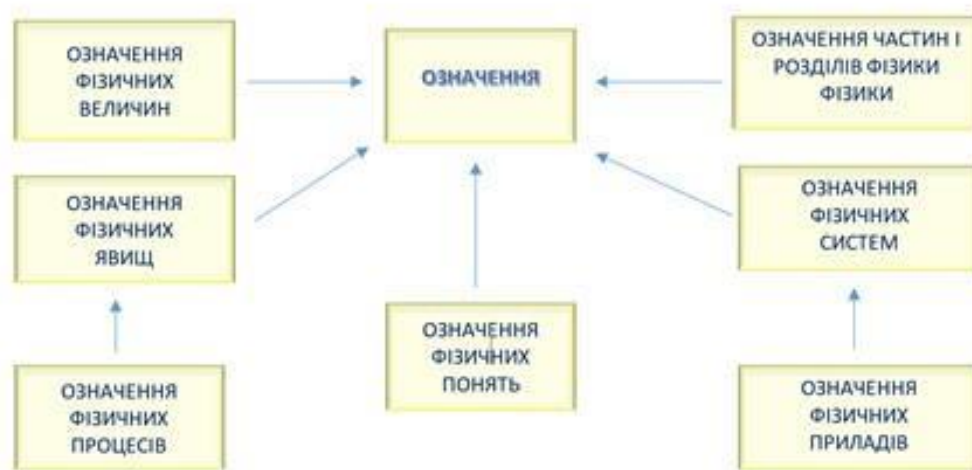 ОЗНАЧЕННЯ
ФІЗИЧНИХ
ВЕЛИЧИН
ОЗНАЧЕННЯ
ОЗНАЧЕННЯ ЧАСТИН І
РОЗДІЛІВ ФІЗИКИ
ФІЗИКИ
ОЗНАЧЕННЯ
ФІЗИЧНИХ
ЯВИЩ
ОЗНАЧЕННЯ
ФІЗИЧНИХ
СИСТЕМ
ОЗНАЧЕННЯ
ФІЗИЧНИХ
ПОНЯТЬ
ОЗНАЧЕННЯ
ФІЗИЧНИХ
ПРОЦЕСІВ
ОЗНАЧЕННЯ
ФІЗИЧНИХ
ПРИЛАДІВ